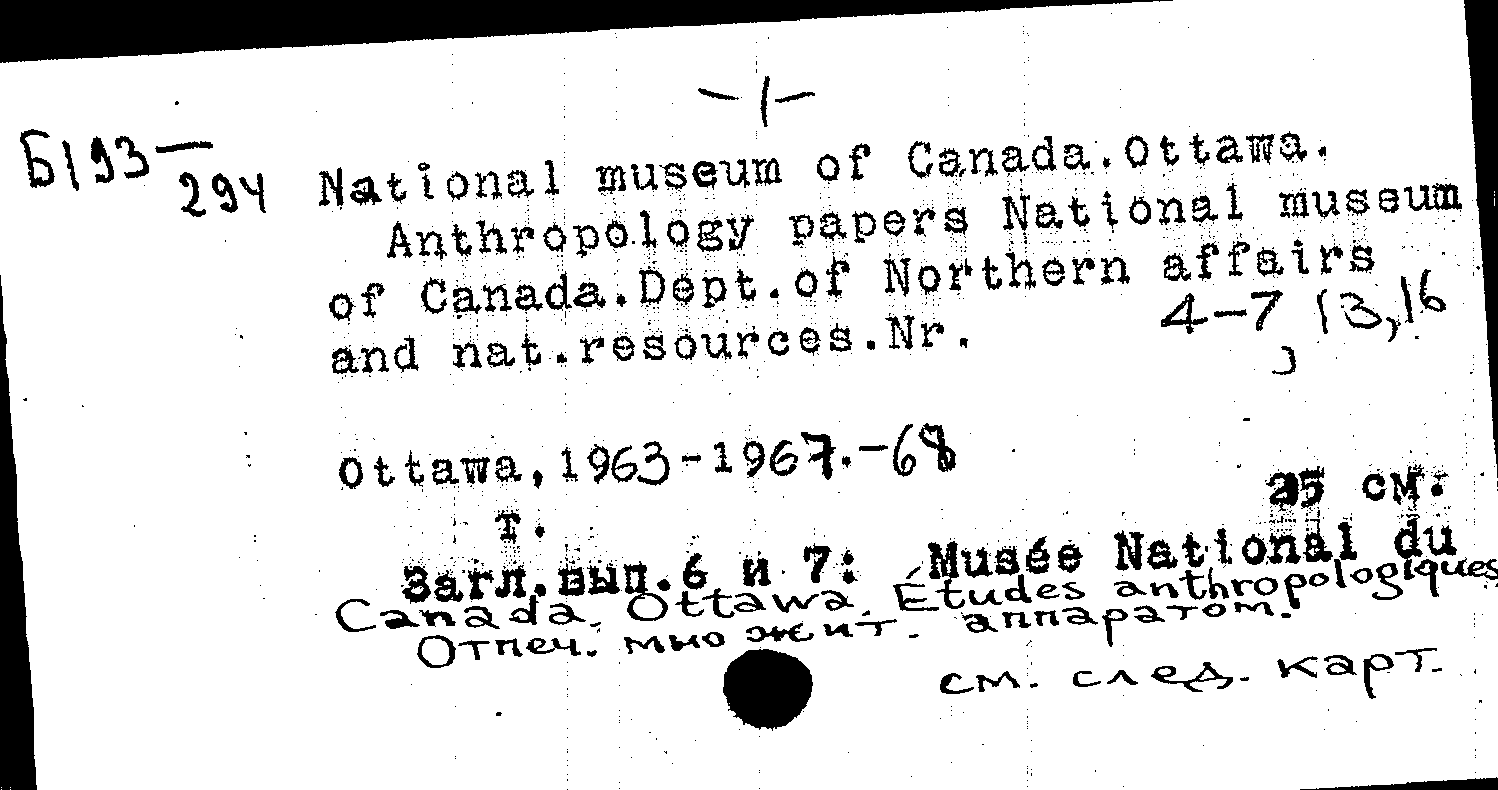 -1-
Б193-
294
National museum of Canada.Ottawa.
Anthropology papers National museum
of Canada.Dept.of Northern affairs
and nat.resources.Nr. 4-7, 13,16
Ottawa,1963-1967.-68
т. 25 см.
Загл.вып.6 и 7: Musée National du
Canada. Ottawa. Études anthropologiques
Отпеч. множит. аппаратом.
см. след. карт.